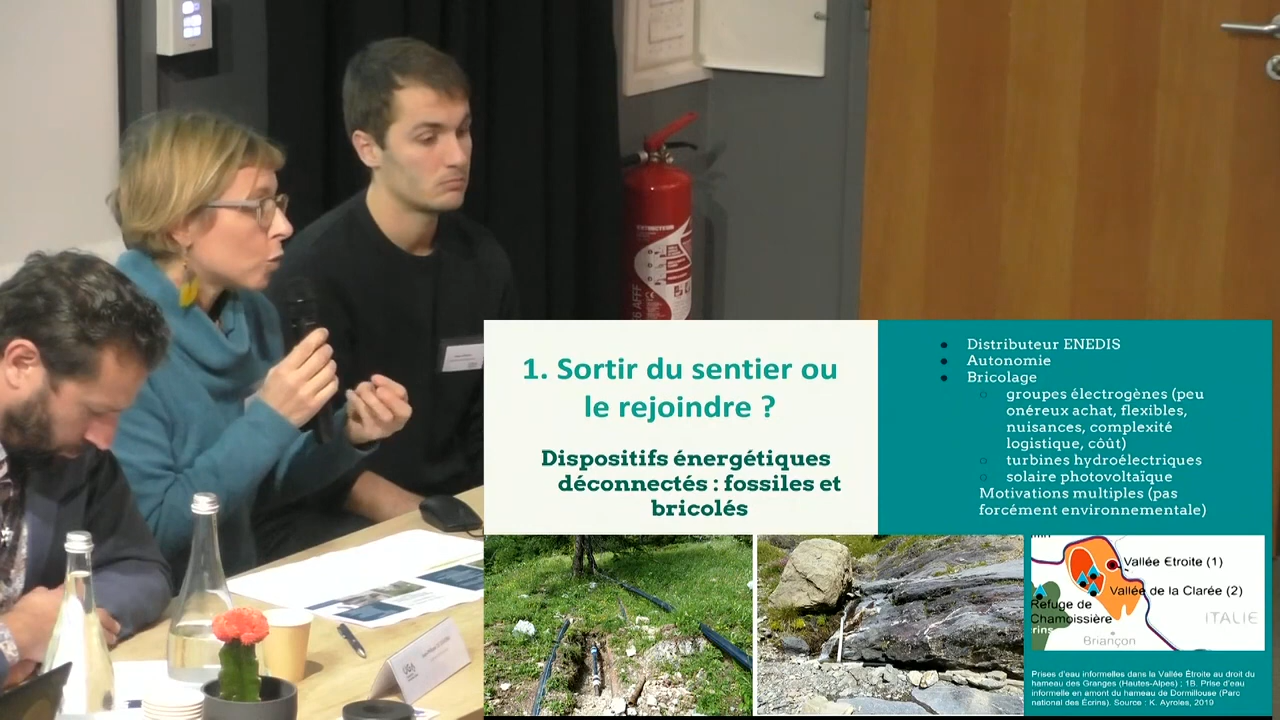 EXTINCTEUR
1. Sortir du sentier ou
le rejoindre ?
Dispositifs énergétiques
déconnectés : fossiles et
bricolés
Distributeur ENEDIS
Autonomie
Bricolage
groupes électrogènes (peu
onéreux achat, flexibles,
nuisances, complexité
logistique, côût)
turbines hydroélectriques
solaire photovoltaïque
Motivations multiples (pas
forcément environnementale)
Vallée Etroite (1)
Vallée de la Clarée (2)
Refuge de
Chamoissière
ITALIE
Briançon
Prises d'eau informelles dans la Vallée Étroite au droit du
hameau des Granges (Hautes-Alpes) ; 1B. Prise d'eau
informelle en amont du hameau de Dormillouse (Parc
national des Écrins). Source : K. Ayroles, 2019